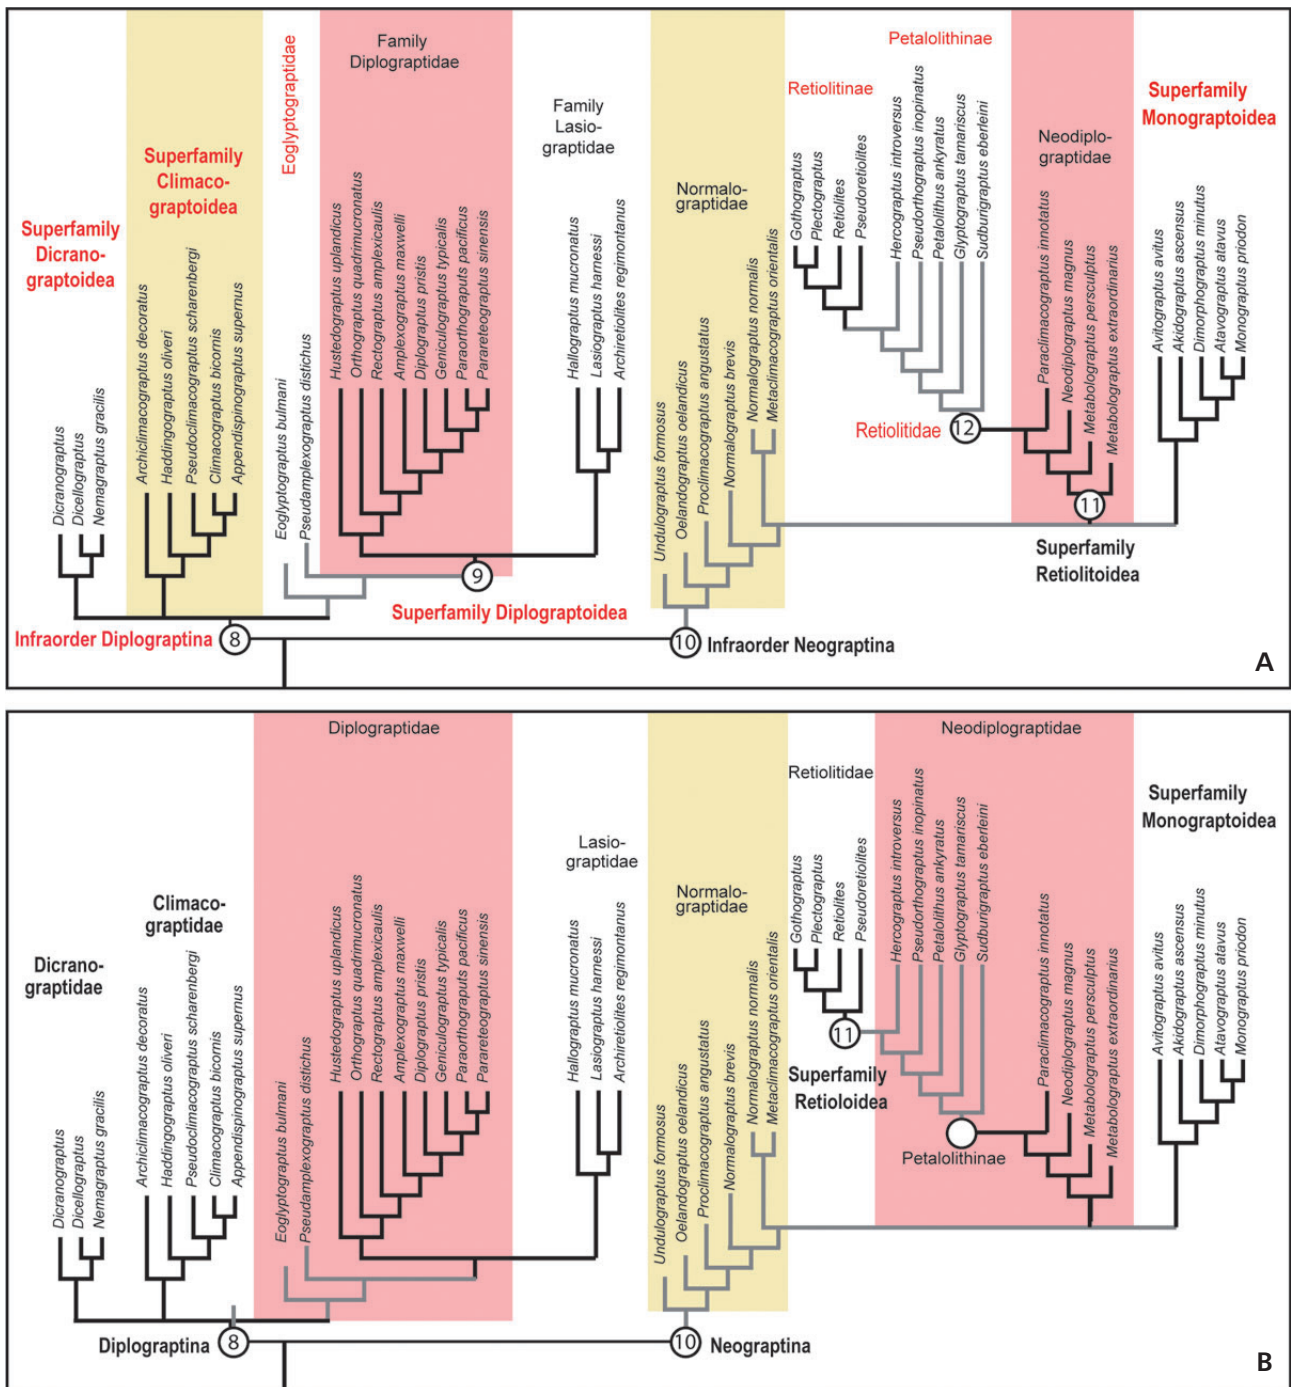 Eoglyptograptidae
Family
Diplograptidae
Petalolithinae
Retiolitinae
Superfamily
Monograptoidea
Family
Lasio-
graptidae
Neodiplo-
graptidae
Superfamily
Climaco-
graptoidea
Normalo-
graptidae
Superfamily
Dicrano-
graptoidea
Dicranograptus
Dicellograptus
Nemagraptus gracilis
Archiclimacograptus decoratus
Haddingograptus oliveri
Pseudoclimacograptus scharenbergi
Climacograptus bicornis
Appendispinograptus supernus
Eoglyptograptus bulmani
Pseudamplexograptus distichus
Hustedograptus uplandicus
Orthograptus quadrimucronatus
Rectograptus amplexicaulis
Amplexograptus maxwelli
Diplograptus pristis
Geniculograptus typicalis
Paraorthograputs pacificus
Parareteograptus sinensis
Hallograptus mucronatus
Lasiograptus harnessi
Archiretiolites regimontanus
Undulograptus formosus
Oelandograptus oelandicus
Proclimacograptus angustatus
Normalograptus brevis
Normalograptus normalis
Metaclimacograptus orientalis
Gothograptus
Plectograptus
Retiolites
Pseudoretiolites
Hercograptus introversus
Pseudorthograptus inopinatus
Petalolithus ankyratus
Glyptograptus tamariscus
Sudburigraptus eberleini
Paraclimacograptus innotatus
Neodiplograptus magnus
Metabolograptus persculptus
Metabolograptus extraordinarius
Avitograptus avitus
Akidograptus ascensus
Dimorphograptus minutus
Atavograptus atavus
Monograptus priodon
Retiolitidae
12
11
Superfamily
Retiolitoidea
9
Superfamily Diplograptoidea
Infraorder Diplograptina
8
10
Infraorder Neograptina
A
Diplograptidae
Neodiplograptidae
Retiolitidae
Superfamily
Monograptoidea
Lasio-
graptidae
Climaco-
graptidae
Normalo-
graptidae
Dicrano-
graptidae
Dicranograptus
Dicellograptus
Nemagraptus gracilis
Archiclimacograptus decoratus
Haddingograptus oliveri
Pseudoclimacograptus scharenbergi
Climacograptus bicornis
Appendispinograptus supernus
Eoglyptograptus bulmani
Pseudamplexograptus distichus
Hustedograptus uplandicus
Orthograptus quadrimucronatus
Rectograptus amplexicaulis
Amplexograptus maxwelli
Diplograptus pristis
Geniculograptus typicalis
Paraorthograputs pacificus
Parareteograptus sinensis
Hallograptus mucronatus
Lasiograptus harnessi
Archiretiolites regimontanus
Undulograptus formosus
Oelandograptus oelandicus
Proclimacograptus angustatus
Normalograptus brevis
Normalograptus normalis
Metaclimacograptus orientalis
Gothograptus
Plectograptus
Retiolites
Pseudoretiolites
Hercograptus introversus
Pseudorthograptus inopinatus
Petalolithus ankyratus
Glyptograptus tamariscus
Sudburigraptus eberleini
Paraclimacograptus innotatus
Neodiplograptus magnus
Metabolograptus persculptus
Metabolograptus extraordinarius
Avitograptus avitus
Akidograptus ascensus
Dimorphograptus minutus
Atavograptus atavus
Monograptus priodon
11
Superfamily
Retioloidea
Petalolithinae
Diplograptina
8
10
Neograptina
B